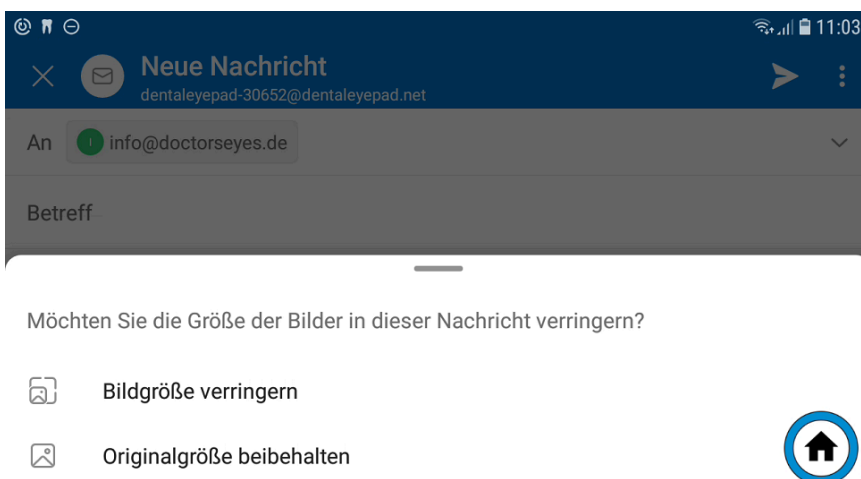 11:03
Neue Nachricht
dentaleyepad-30652@dentaleyepad.net
An info@doctorseyes.de
Betreff
Möchten Sie die Größe der Bilder in dieser Nachricht verringern?
Bildgröße verringern
Originalgröße beibehalten